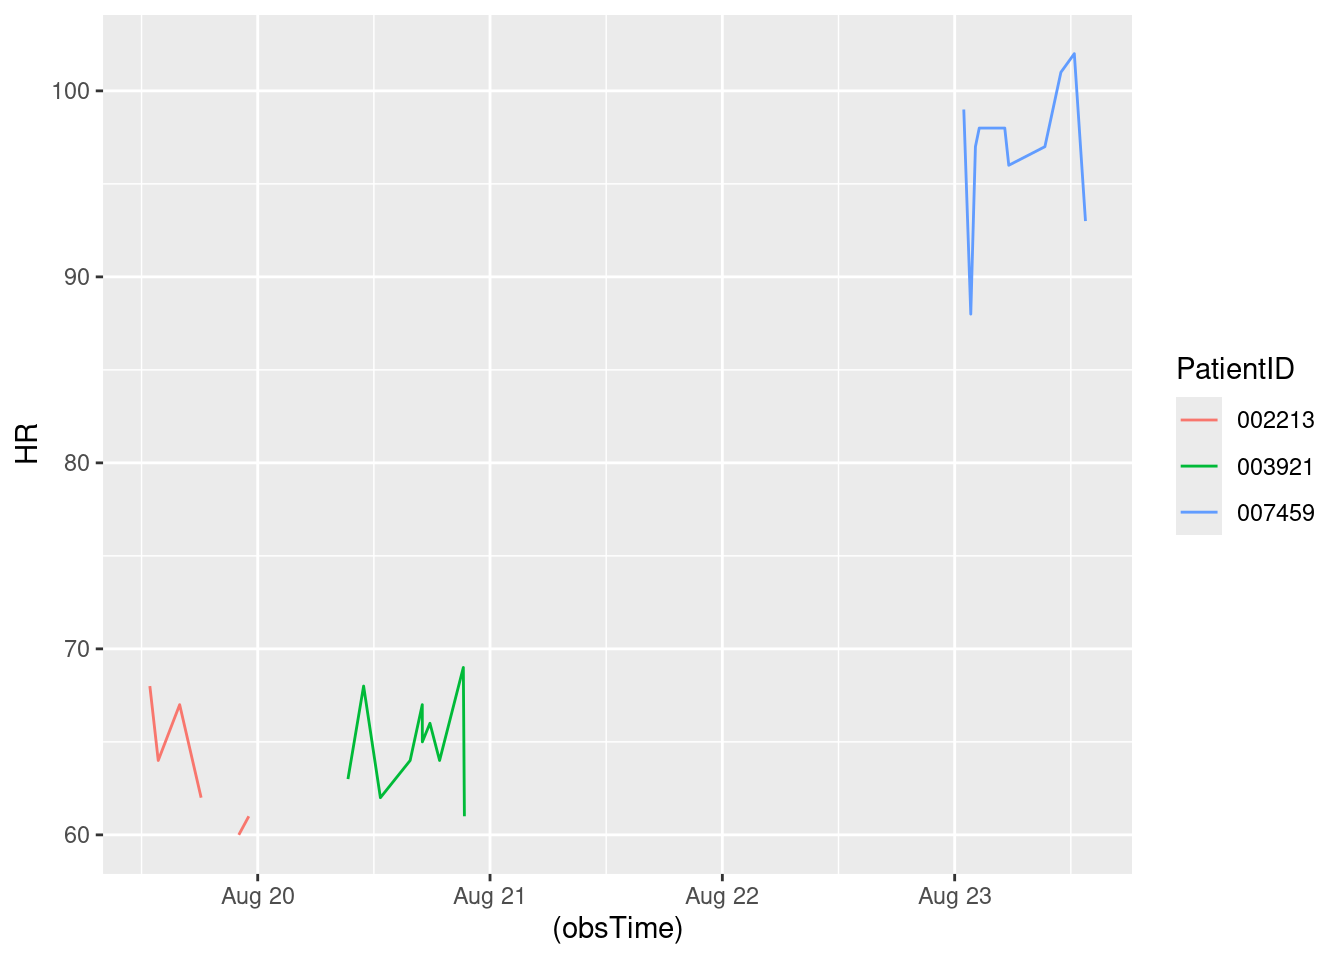 100
90
80
70
60
HR
Aug 20
Aug 21
Aug 22
Aug 23
(obsTime)
PatientID
002213
003921
007459